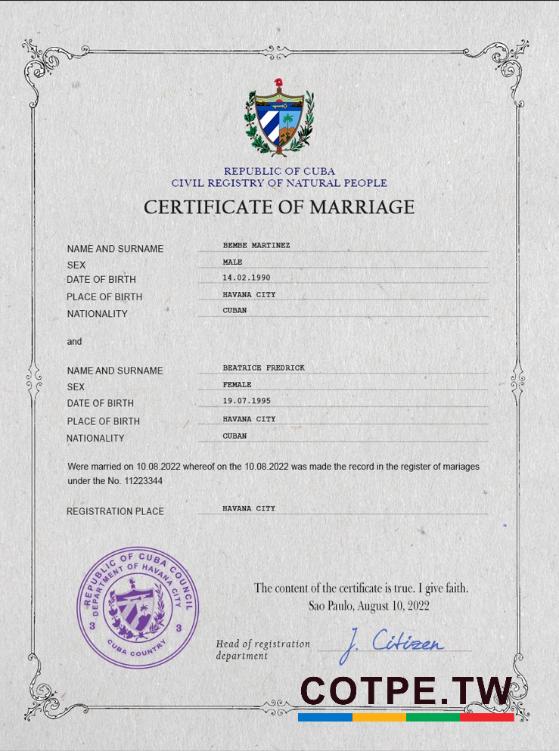 REPUBLIC OF CUBA
CIVIL REGISTRY OF NATURAL PEOPLE
CERTIFICATE OF MARRIAGE
NAME AND SURNAME BEMBE MARTINEZ
SEX MALE
DATE OF BIRTH 14.02.1990
PLACE OF BIRTH HAVANA CITY
NATIONALITY CUBAN
and
NAME AND SURNAME BEATRICE FREDRICK
SEX FEMALE
DATE OF BIRTH 19.07.1995
PLACE OF BIRTH HAVANA CITY
NATIONALITY CUBAN
Were married on 10.08.2022 whereof on the 10.08.2022 was made the record in the register of mariages
under the No. 11223344
REGISTRATION PLACE HAVANA CITY
REPUBLIC OF CUBA COUNCIL
DEPARTMENT OF HAVANA CITY
3 3
CUBA COUNTRY
The content of the certificate is true. I give faith.
Sao Paulo, August 10, 2022
Head of registration
department
J. Citizen
COTPE.TW